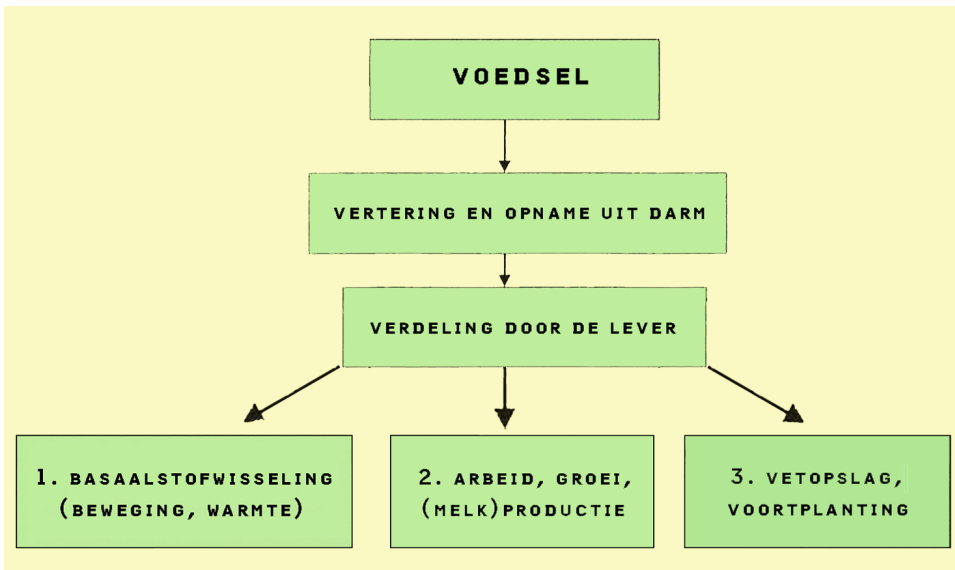 VOEDSEL
VERTERING EN OPNAME UIT DARM
VERDELING DOOR DE LEVER
1. BASAALSTOFWISSELING
(BEWEGING, WARMTE)
2. ARBEID, GROEI,
(MELK)PRODUCTIE
3. VETOPSLAG,
VOORTPLANTING